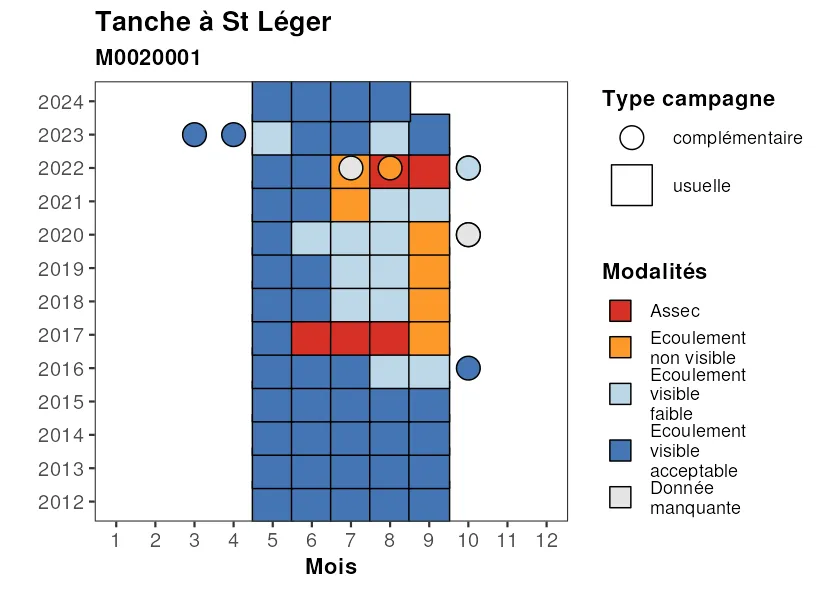 Tanche à St Léger
M0020001
2024
2023
2022
2021
2020
2019
2018
2017
2016
2015
2014
2013
2012
1 2 3 4 5 6 7 8 9 10 11 12
Mois
Type campagne
complémentaire
usuelle
Modalités
Assec
Ecoulement
non visible
Ecoulement
visible
faible
Ecoulement
visible
acceptable
Donnée
manquante